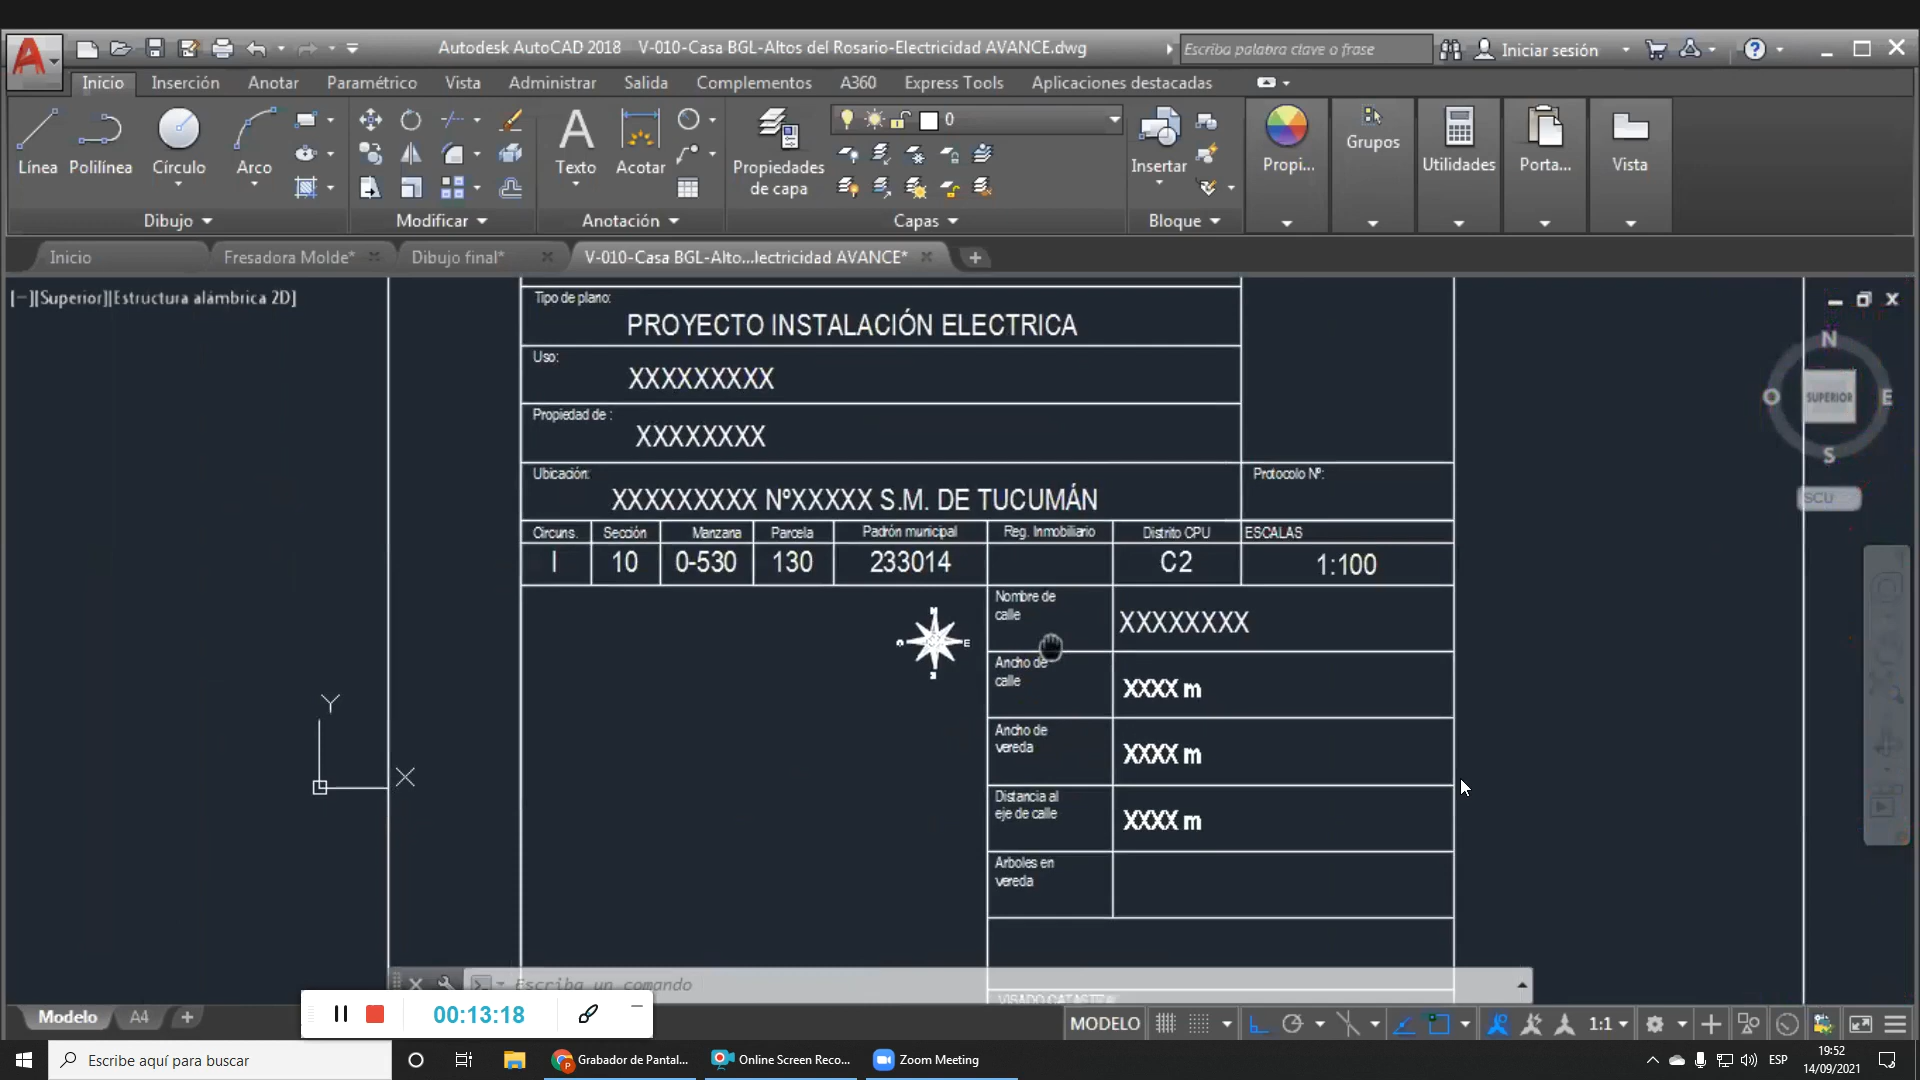 Autodesk AutoCAD 2018 V-010-Casa BGL-Altos del Rosario-Electricidad AVANCE.dwg
Escriba palabra clave o frase
Iniciar sesión
Inicio Inserción Anotar Paramétrico Vista Administrar Salida Complementos A360 Express Tools Aplicaciones destacadas
0
Línea Polilínea Círculo Arco
Texto Acotar
Propiedades de capa
Insertar
Propi... Grupos Utilidades Porta... Vista
Dibujo Modificar Anotación Capas Bloque
Inicio Fresadora Molde* Dibujo final* V-010-Casa BGL-Alto...lectricidad AVANCE*
[−][Superior][Estructura alámbrica 2D]
Tipo de plano:
PROYECTO INSTALACIÓN ELECTRICA
Uso:
XXXXXXXXX
Propiedad de :
XXXXXXXX
Ubicación:
XXXXXXXXX NºXXXXX S.M. DE TUCUMÁN
Protocolo Nº:
Circuns. Sección Manzana Parcela Padrón municipal Reg. Inmobiliario Distrito CPU ESCALAS
I 10 0-530 130 233014 C2 1:100
Nombre de
calle
XXXXXXXX
Ancho de
calle
XXXX m
Ancho de
vereda
XXXX m
Distancia al
eje de calle
XXXX m
Arboles en
vereda
N
O SUPERIOR E
S
SCU
Y
X
Escriba un comando
Modelo A4
00:13:18
MODELO 1:1
Escribe aquí para buscar
Grabador de Pantal...
Online Screen Reco...
Zoom Meeting
ESP
19:52
14/09/2021